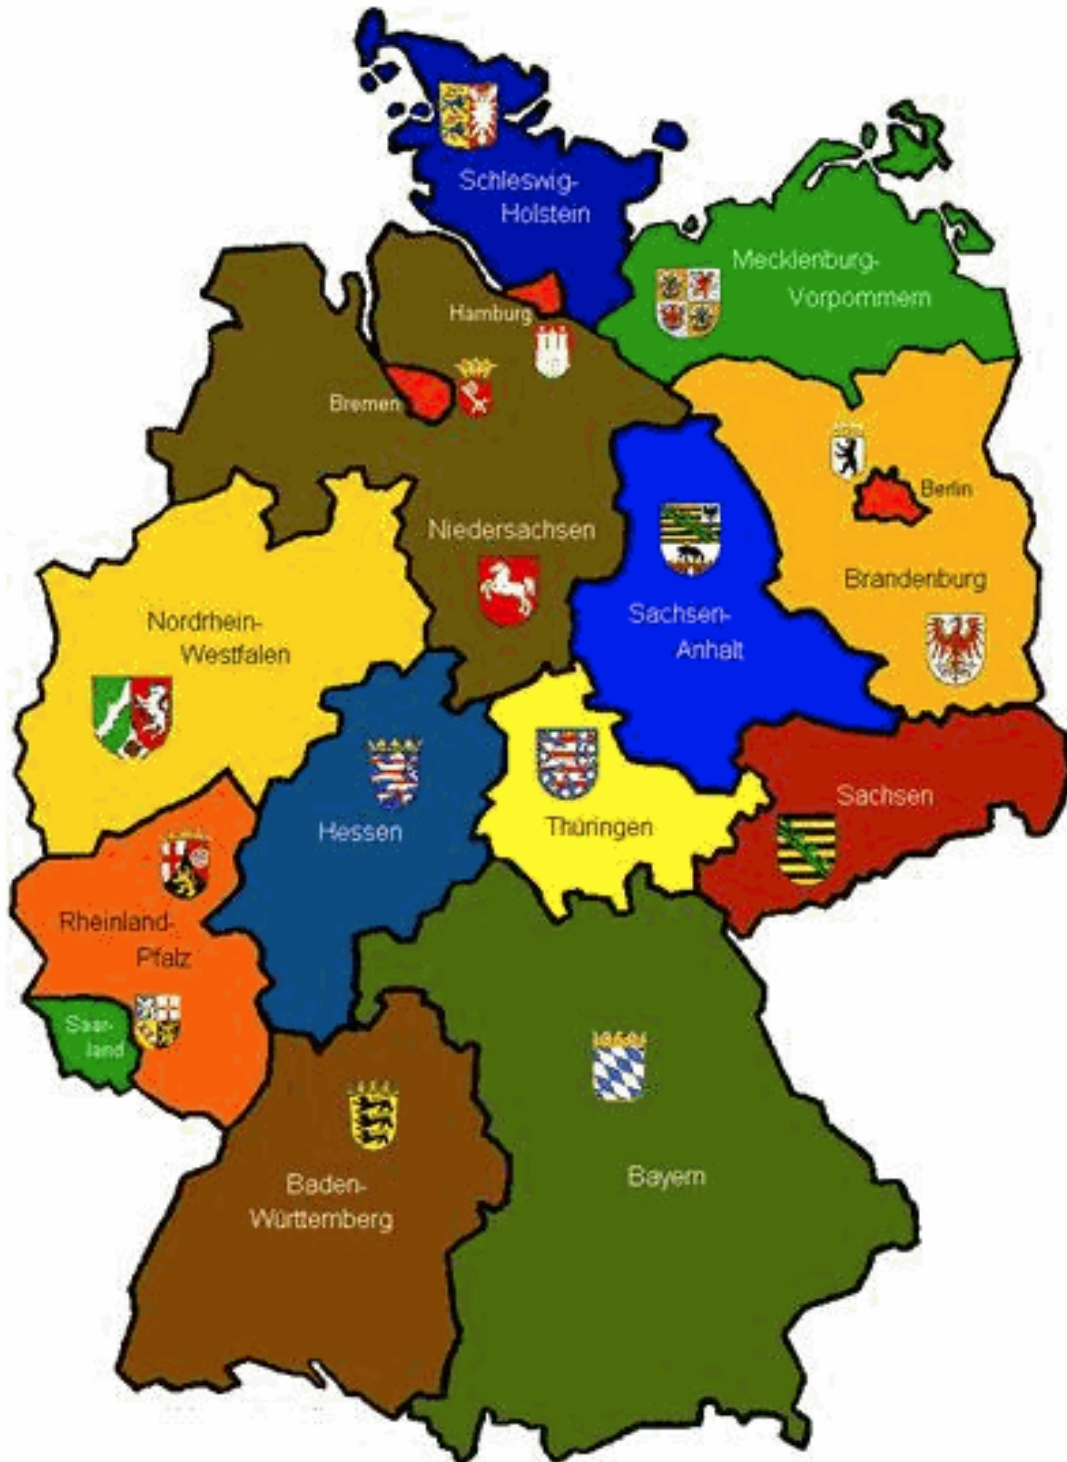 Schleswig-
Holstein
Mecklenburg-
Vorpommern
Hamburg
Bremen
Berlin
Niedersachsen
Brandenburg
Sachsen-
Anhalt
Nordrhein-
Westfalen
Sachsen
Thüringen
Hessen
Rheinland-
Pfalz
Saar-
land
Bayern
Baden-
Württemberg